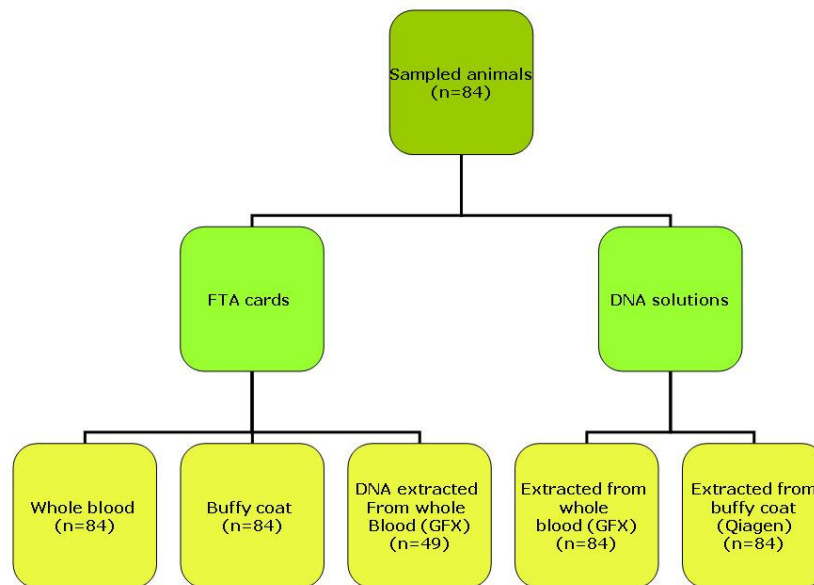 Sampled animals
(n=84)
FTA cards
DNA solutions
Whole blood
(n=84)
Buffy coat
(n=84)
DNA extracted
From whole
Blood (GFX)
(n=49)
Extracted from
whole
blood (GFX)
(n=84)
Extracted from
buffy coat
(Qiagen)
(n=84)